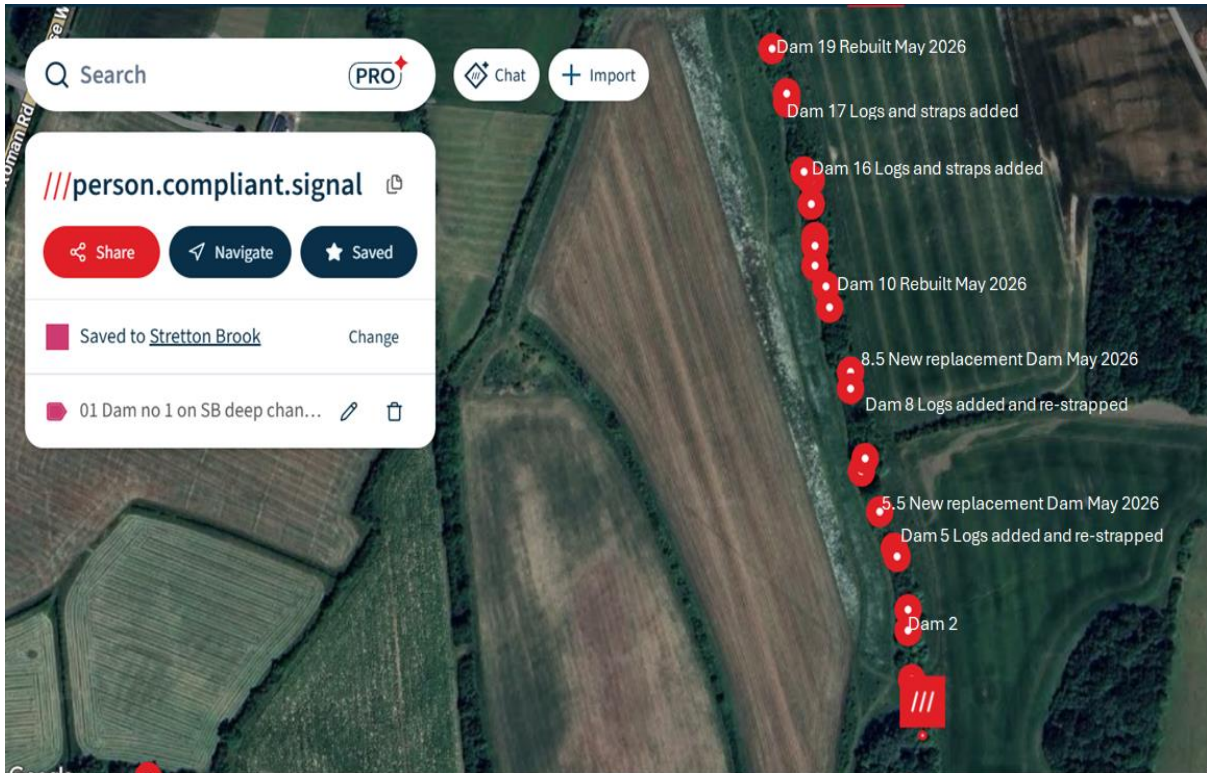 Search
PRO
Chat
Import
///person.compliant.signal
Share
Navigate
Saved
Saved to Stretton Brook
Change
01 Dam no 1 on SB deep chan...
Dam 19 Rebuilt May 2026
Dam 17 Logs and straps added
Dam 16 Logs and straps added
Dam 10 Rebuilt May 2026
8.5 New replacement Dam May 2026
Dam 8 Logs added and re-strapped
5.5 New replacement Dam May 2026
Dam 5 Logs added and re-strapped
Dam 2
///